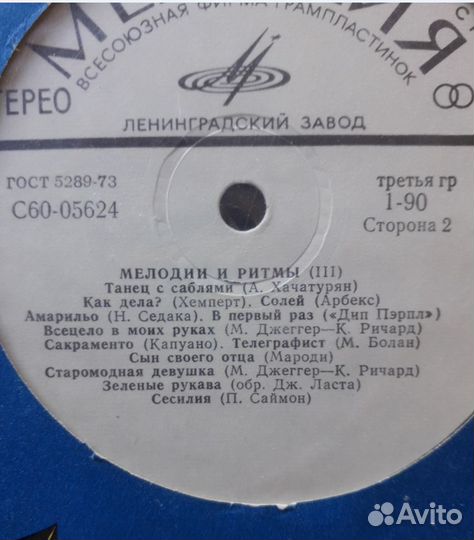 МЕЛОДИЯ
ВСЕСОЮЗНАЯ ФИРМА ГРАМПЛАСТИНОК
СТЕРЕО
ЛЕНИНГРАДСКИЙ ЗАВОД
ГОСТ 5289-73
третья гр
С60-05624
1-90
Сторона 2
МЕЛОДИИ И РИТМЫ (III)
Танец с саблями (А. Хачатурян)
Как дела? (Хемперт). Солей (Арбекс)
Амарильо (Н. Седака). В первый раз («Дип Пэрпл»)
Всецело в моих руках (М. Джеггер—К. Ричард)
Сакраменто (Капуано). Телеграфист (М. Болан)
Сын своего отца (Мароди)
Старомодная девушка (М. Джеггер—К. Ричард)
Зеленые рукава (обр. Дж. Ласта)
Сесилия (П. Саймон)
Avito